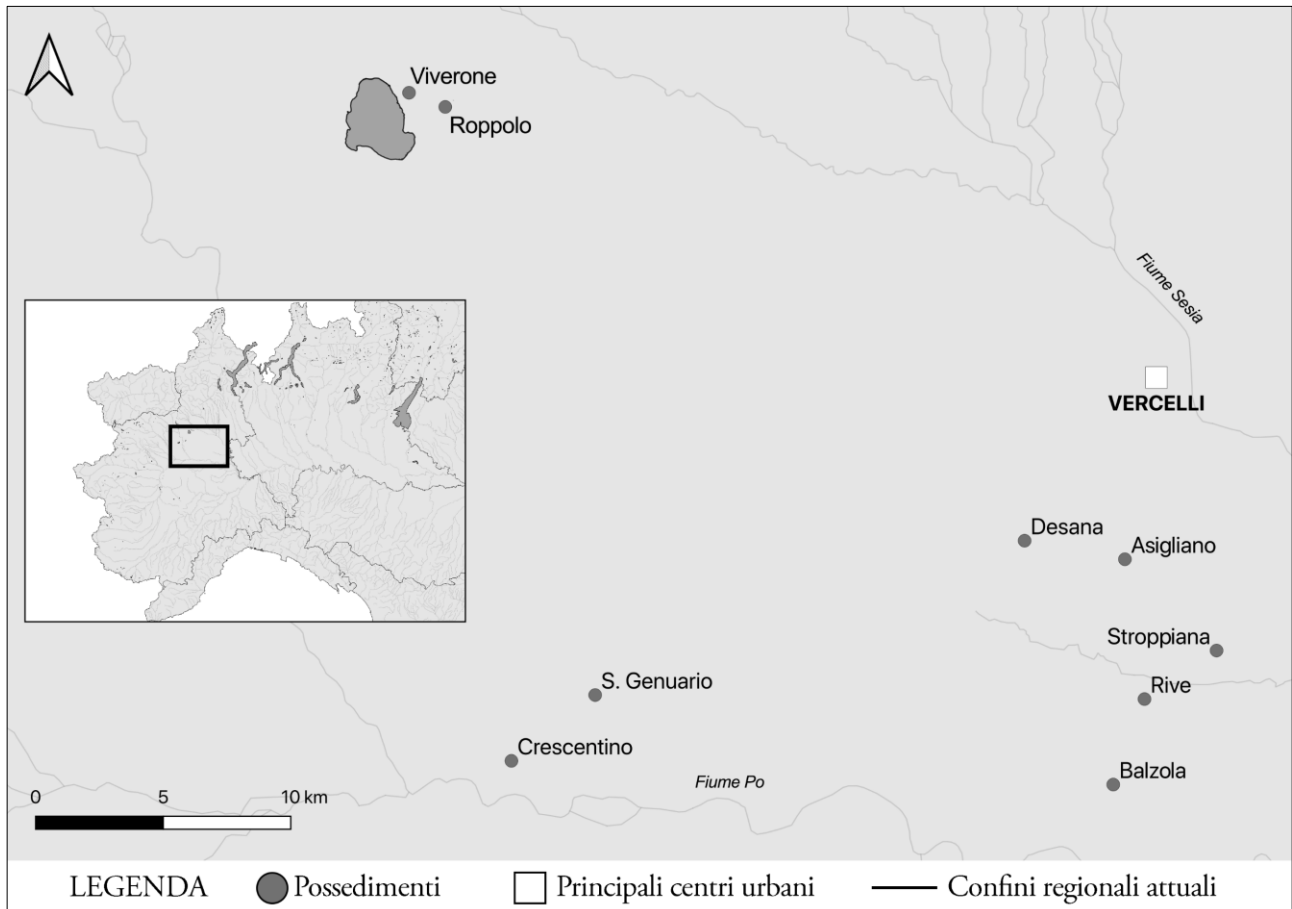 Viverone
Roppolo
Fiume Sesia
VERCELLI
Desana
Asigliano
Stroppiana
S. Genuario
Rive
Crescentino
Fiume Po
Balzola
0 5 10 km
LEGENDA Possedimenti Principali centri urbani Confini regionali attuali